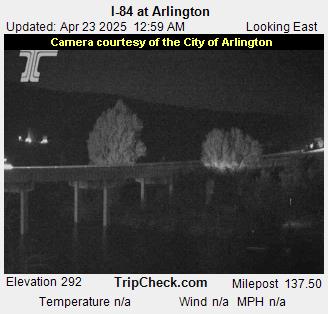 I-84 at Arlington
Updated: Apr 23 2025 12:59 AM Looking East
Camera courtesy of the City of Arlington
Elevation 292 TripCheck.com Milepost 137.50
Temperature n/a Wind n/a MPH n/a